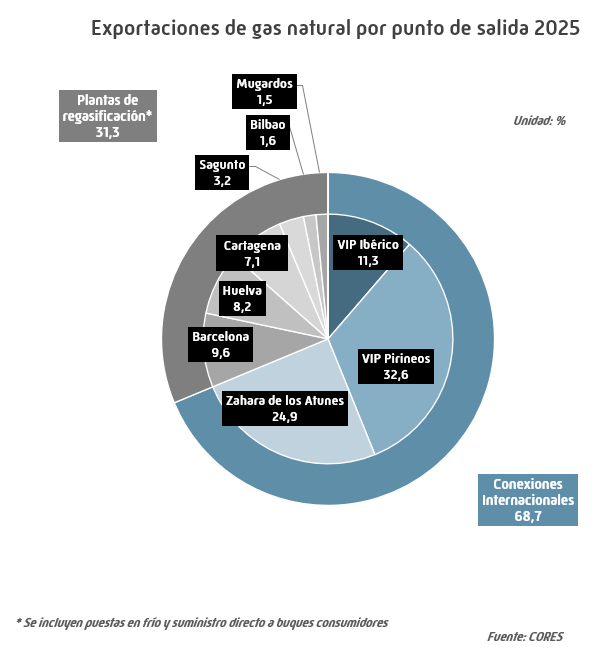 Exportaciones de gas natural por punto de salida 2025
Mugardos
1,5
Plantas de
regasificación*
31,3
Unidad: %
Bilbao
1,6
Sagunto
3,2
Cartagena
7,1
VIP Ibérico
11,3
Huelva
8,2
Barcelona
9,6
VIP Pirineos
32,6
Zahara de los Atunes
24,9
Conexiones
Internacionales
68,7
* Se incluyen puestas en frío y suministro directo a buques consumidores
Fuente: CORES